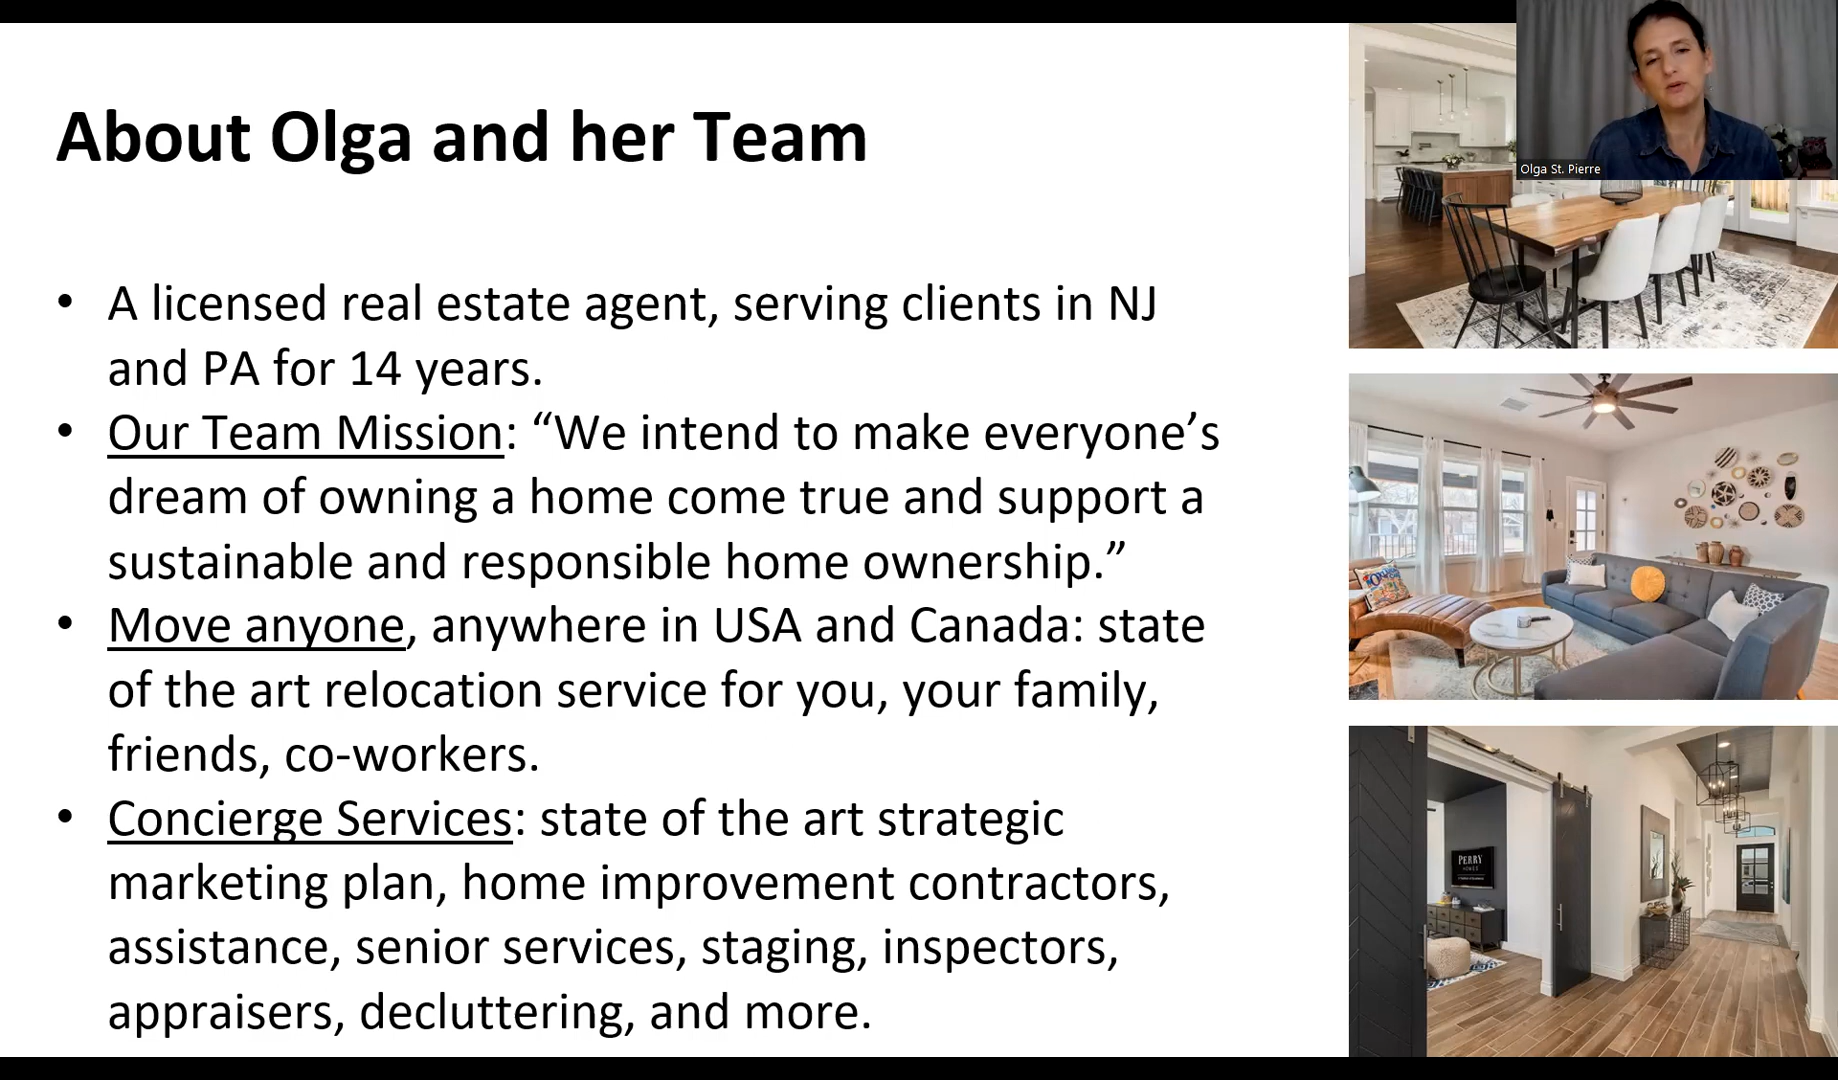 About Olga and her Team
• A licensed real estate agent, serving clients in NJ
and PA for 14 years.
• Our Team Mission: “We intend to make everyone’s
dream of owning a home come true and support a
sustainable and responsible home ownership.”
• Move anyone, anywhere in USA and Canada: state
of the art relocation service for you, your family,
friends, co-workers.
• Concierge Services: state of the art strategic
marketing plan, home improvement contractors,
assistance, senior services, staging, inspectors,
appraisers, decluttering, and more.
Olga St. Pierre
PERRY
HOMES